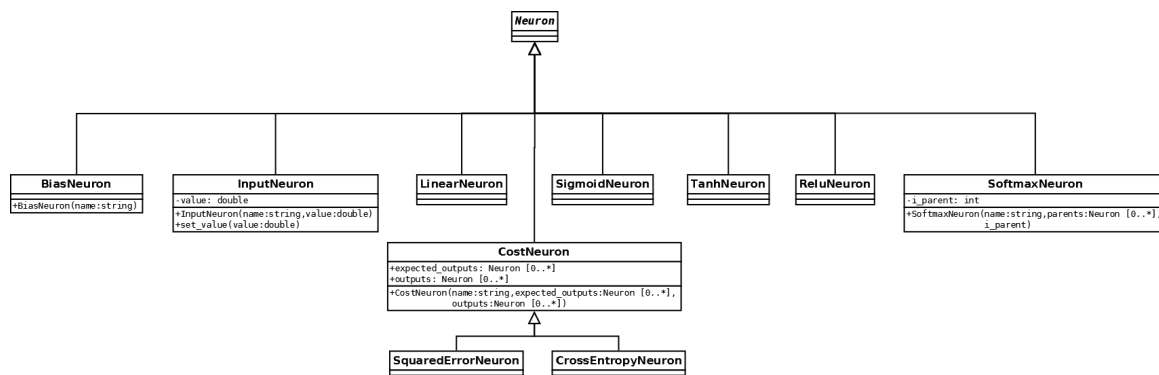 Neuron
BiasNeuron
+BiasNeuron(name:string)
InputNeuron
-value: double
+InputNeuron(name:string,value:double)
+set_value(value:double)
LinearNeuron
SigmoidNeuron
TanhNeuron
ReluNeuron
SoftmaxNeuron
-i_parent: int
+SoftmaxNeuron(name:string,parents:Neuron [0..*],
i_parent)
CostNeuron
+expected_outputs: Neuron [0..*]
+outputs: Neuron [0..*]
+CostNeuron(name:string,expected_outputs:Neuron [0..*],
outputs:Neuron [0..*])
SquaredErrorNeuron
CrossEntropyNeuron